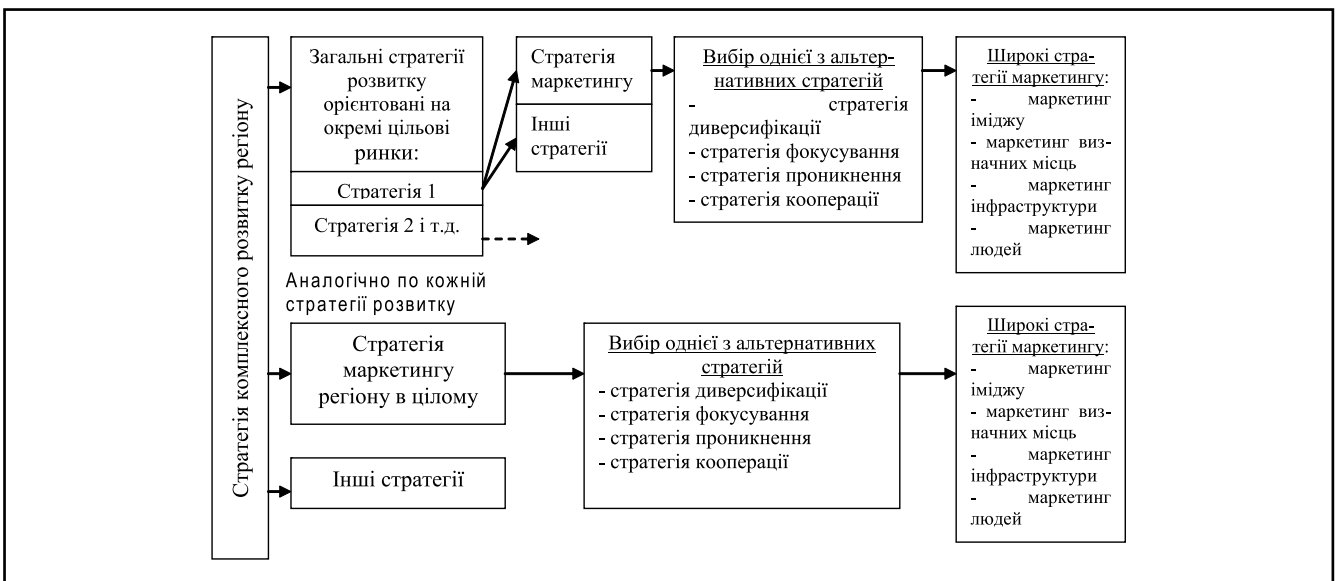 Стратегія комплексного розвитку регіону
Загальні стратегії
розвитку
орієнтовані на
окремі цільові
ринки:
Стратегія 1
Стратегія 2 і т.д.
Аналогічно по кожній
стратегії розвитку
Стратегія
маркетингу
Інші
стратегії
Вибір однієї з альтер-
нативних стратегій
- стратегія
диверсифікації
- стратегія фокусування
- стратегія проникнення
- стратегія кооперації
Широкі стра-
тегії маркетингу:
- маркетинг
іміджу
- маркетинг виз-
начних місць
- маркетинг
інфраструктури
- маркетинг
людей
Стратегія
маркетингу
регіону в цілому
Вибір однієї з альтернативних
стратегій
- стратегія диверсифікації
- стратегія фокусування
- стратегія проникнення
- стратегія кооперації
Широкі стра-
тегії маркетингу:
- маркетинг
іміджу
- маркетинг виз-
начних місць
- маркетинг
інфраструктури
- маркетинг
людей
Інші стратегії